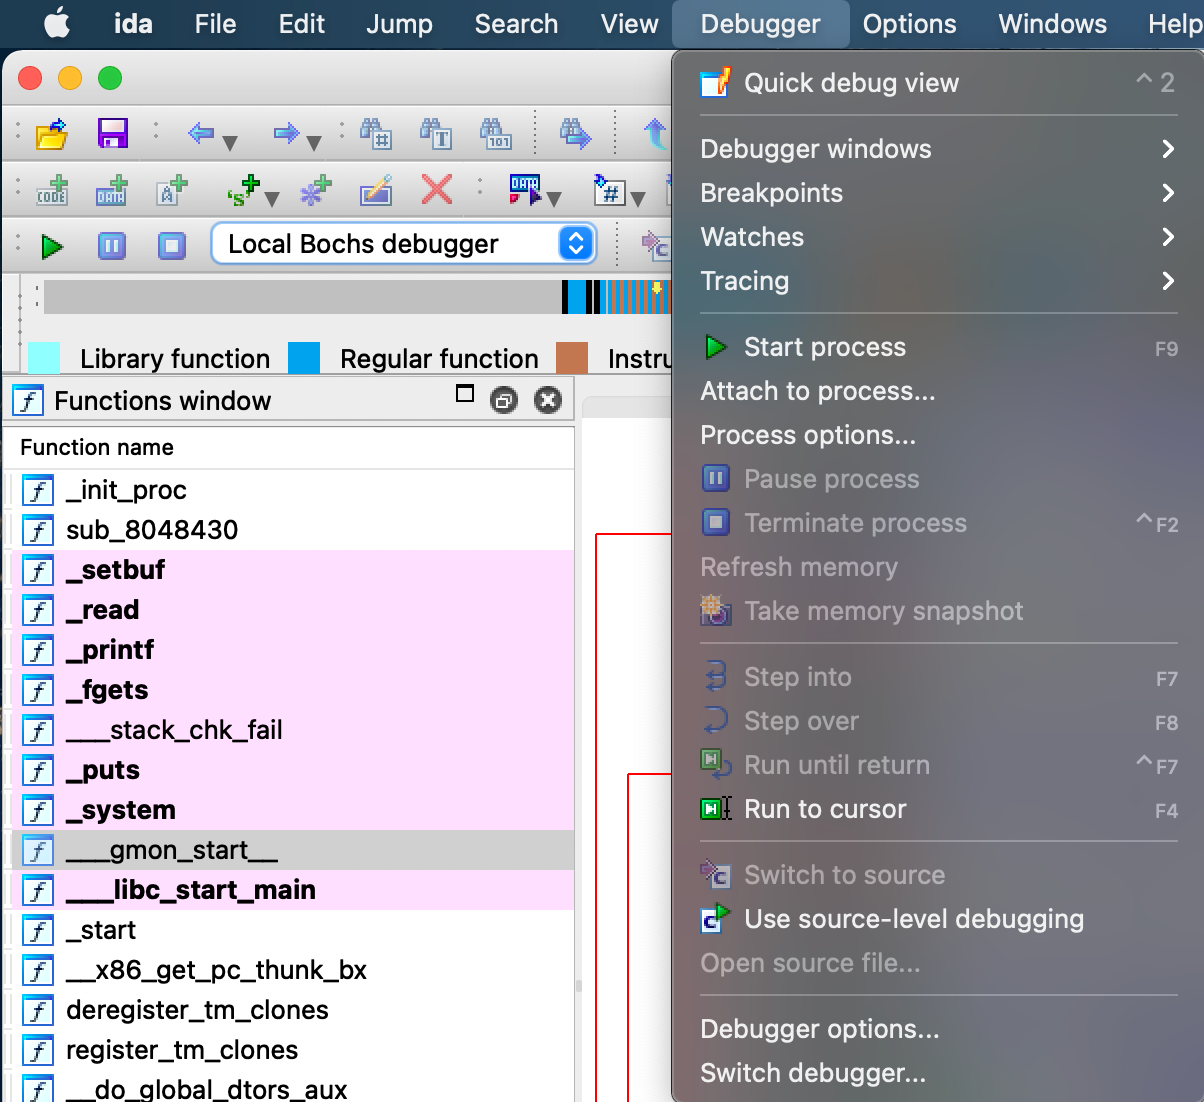 ida File Edit Jump Search View Debugger Options Windows Help
Quick debug view ^ 2
Debugger windows
Breakpoints
Watches
Tracing
Start process F9
Attach to process...
Process options...
Pause process
Terminate process ^F2
Refresh memory
Take memory snapshot
Step into F7
Step over F8
Run until return ^F7
Run to cursor F4
Switch to source
Use source-level debugging
Open source file...
Debugger options...
Switch debugger...
# T 101
CODE DATA A 's' DATA #
Local Bochs debugger
Library function Regular function Instru
Functions window
Function name
_init_proc
sub_8048430
_setbuf
_read
_printf
_fgets
___stack_chk_fail
_puts
_system
___gmon_start__
___libc_start_main
_start
__x86_get_pc_thunk_bx
deregister_tm_clones
register_tm_clones
__do_global_dtors_aux